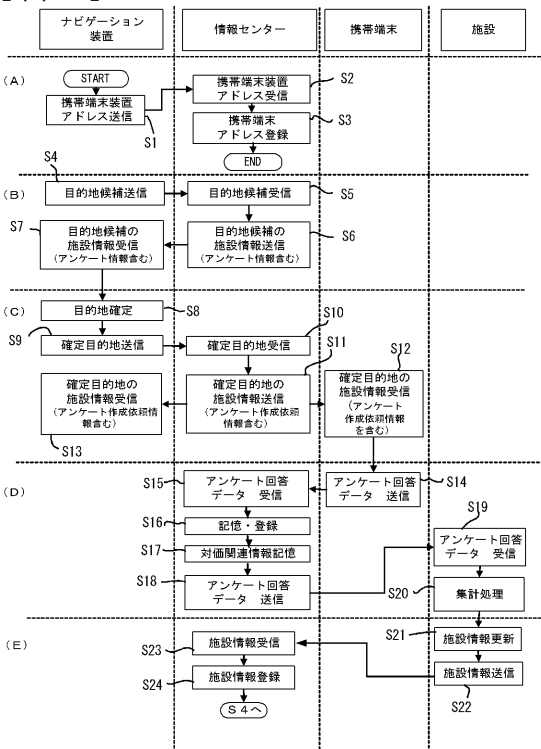 ナビゲーション
装置
情報センター
携帯端末
施設
(A)
START
携帯端末装置
アドレス送信
S1
携帯端末装置
アドレス受信
S2
携帯端末
アドレス登録
S3
END
(B)
S4
目的地候補送信
目的地候補受信
S5
S7
目的地候補の
施設情報受信
(アンケート情報含む)
目的地候補の
施設情報送信
(アンケート情報含む)
S6
(C)
目的地確定
S8
S9
確定目的地送信
確定目的地受信
S10
確定目的地の
施設情報受信
(アンケート作成依頼情
報含む)
S13
確定目的地の
施設情報送信
(アンケート作成依頼
情報含む)
S11
確定目的地の
施設情報受信
(アンケート
作成依頼情報
を含む)
S12
(D)
S15
アンケート回答
データ 受信
アンケート回答
データ 送信
S14
S16
記憶・登録
S17
対価関連情報記憶
S18
アンケート回答
データ 送信
S19
アンケート回答
データ 受信
S20
集計処理
(E)
S21
施設情報更新
施設情報送信
S22
S23
施設情報受信
S24
施設情報登録
S4へ